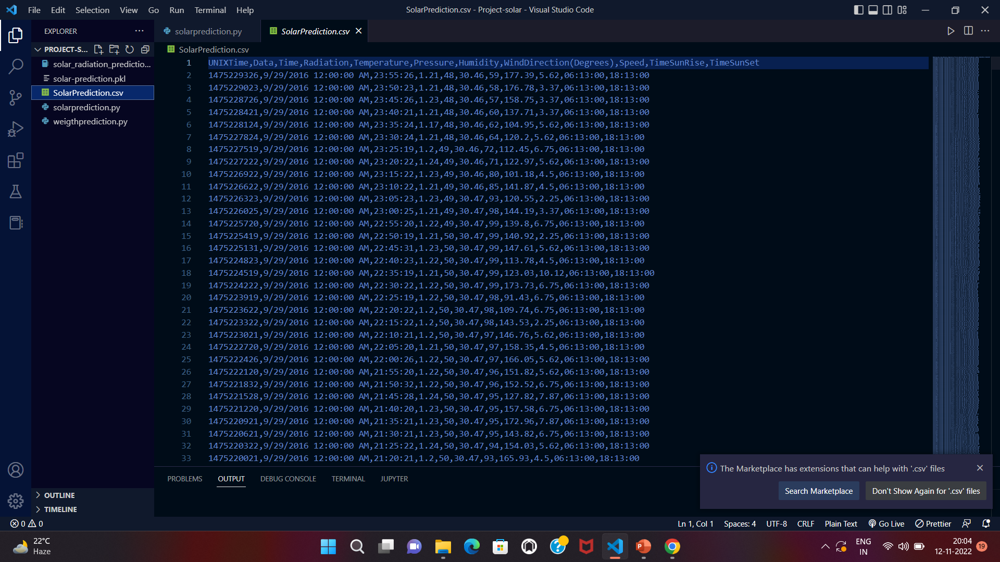 File Edit Selection View Go Run Terminal Help
SolarPrediction.csv - Project-solar - Visual Studio Code
EXPLORER
PROJECT-S...
solar_radiation_predictio...
solar-prediction.pkl
SolarPrediction.csv
solarprediction.py
weigthprediction.py
OUTLINE
TIMELINE
solarprediction.py
SolarPrediction.csv
SolarPrediction.csv
1 UNIXTime,Data,Time,Radiation,Temperature,Pressure,Humidity,WindDirection(Degrees),Speed,TimeSunRise,TimeSunSet
2 1475229326,9/29/2016 12:00:00 AM,23:55:26,1.21,48,30.46,59,177.39,5.62,06:13:00,18:13:00
3 1475229023,9/29/2016 12:00:00 AM,23:50:23,1.21,48,30.46,58,176.78,3.37,06:13:00,18:13:00
4 1475228726,9/29/2016 12:00:00 AM,23:45:26,1.23,48,30.46,57,158.75,3.37,06:13:00,18:13:00
5 1475228421,9/29/2016 12:00:00 AM,23:40:21,1.21,48,30.46,60,137.71,3.37,06:13:00,18:13:00
6 1475228124,9/29/2016 12:00:00 AM,23:35:24,1.17,48,30.46,62,104.95,5.62,06:13:00,18:13:00
7 1475227824,9/29/2016 12:00:00 AM,23:30:24,1.21,48,30.46,64,120.2,5.62,06:13:00,18:13:00
8 1475227519,9/29/2016 12:00:00 AM,23:25:19,1.2,49,30.46,72,112.45,6.75,06:13:00,18:13:00
9 1475227222,9/29/2016 12:00:00 AM,23:20:22,1.24,49,30.46,71,122.97,5.62,06:13:00,18:13:00
10 1475226922,9/29/2016 12:00:00 AM,23:15:22,1.23,49,30.46,80,101.18,4.5,06:13:00,18:13:00
11 1475226622,9/29/2016 12:00:00 AM,23:10:22,1.21,49,30.46,85,141.87,4.5,06:13:00,18:13:00
12 1475226323,9/29/2016 12:00:00 AM,23:05:23,1.23,49,30.47,93,120.55,2.25,06:13:00,18:13:00
13 1475226025,9/29/2016 12:00:00 AM,23:00:25,1.21,49,30.47,98,144.19,3.37,06:13:00,18:13:00
14 1475225720,9/29/2016 12:00:00 AM,22:55:20,1.22,49,30.47,99,139.8,6.75,06:13:00,18:13:00
15 1475225419,9/29/2016 12:00:00 AM,22:50:19,1.21,50,30.47,99,140.92,2.25,06:13:00,18:13:00
16 1475225131,9/29/2016 12:00:00 AM,22:45:31,1.23,50,30.47,99,147.61,5.62,06:13:00,18:13:00
17 1475224823,9/29/2016 12:00:00 AM,22:40:23,1.22,50,30.47,99,113.78,4.5,06:13:00,18:13:00
18 1475224519,9/29/2016 12:00:00 AM,22:35:19,1.21,50,30.47,99,123.03,10.12,06:13:00,18:13:00
19 1475224222,9/29/2016 12:00:00 AM,22:30:22,1.22,50,30.47,99,173.73,6.75,06:13:00,18:13:00
20 1475223919,9/29/2016 12:00:00 AM,22:25:19,1.22,50,30.47,98,91.43,6.75,06:13:00,18:13:00
21 1475223622,9/29/2016 12:00:00 AM,22:20:22,1.2,50,30.47,98,109.74,6.75,06:13:00,18:13:00
22 1475223322,9/29/2016 12:00:00 AM,22:15:22,1.2,50,30.47,98,143.53,2.25,06:13:00,18:13:00
23 1475223021,9/29/2016 12:00:00 AM,22:10:21,1.2,50,30.47,97,146.76,5.62,06:13:00,18:13:00
24 1475222720,9/29/2016 12:00:00 AM,22:05:20,1.21,50,30.47,97,158.35,4.5,06:13:00,18:13:00
25 1475222426,9/29/2016 12:00:00 AM,22:00:26,1.22,50,30.47,97,166.05,5.62,06:13:00,18:13:00
26 1475222120,9/29/2016 12:00:00 AM,21:55:20,1.22,50,30.47,96,151.82,5.62,06:13:00,18:13:00
27 1475221832,9/29/2016 12:00:00 AM,21:50:32,1.22,50,30.47,96,152.52,6.75,06:13:00,18:13:00
28 1475221528,9/29/2016 12:00:00 AM,21:45:28,1.24,50,30.47,95,127.82,7.87,06:13:00,18:13:00
29 1475221220,9/29/2016 12:00:00 AM,21:40:20,1.23,50,30.47,95,157.58,6.75,06:13:00,18:13:00
30 1475220921,9/29/2016 12:00:00 AM,21:35:21,1.23,50,30.47,95,172.96,7.87,06:13:00,18:13:00
31 1475220621,9/29/2016 12:00:00 AM,21:30:21,1.23,50,30.47,95,143.82,6.75,06:13:00,18:13:00
32 1475220322,9/29/2016 12:00:00 AM,21:25:22,1.24,50,30.47,94,154.03,5.62,06:13:00,18:13:00
33 1475220021,9/29/2016 12:00:00 AM,21:20:21,1.2,50,30.47,93,165.93,4.5,06:13:00,18:13:00
PROBLEMS OUTPUT DEBUG CONSOLE TERMINAL JUPYTER
The Marketplace has extensions that can help with '.csv' files
Search Marketplace Don't Show Again for '.csv' files
0 0
Ln 1, Col 1 Spaces: 4 UTF-8 CRLF Plain Text Go Live Prettier
22°C
Haze
ENG
IN
20:04
12-11-2022
19